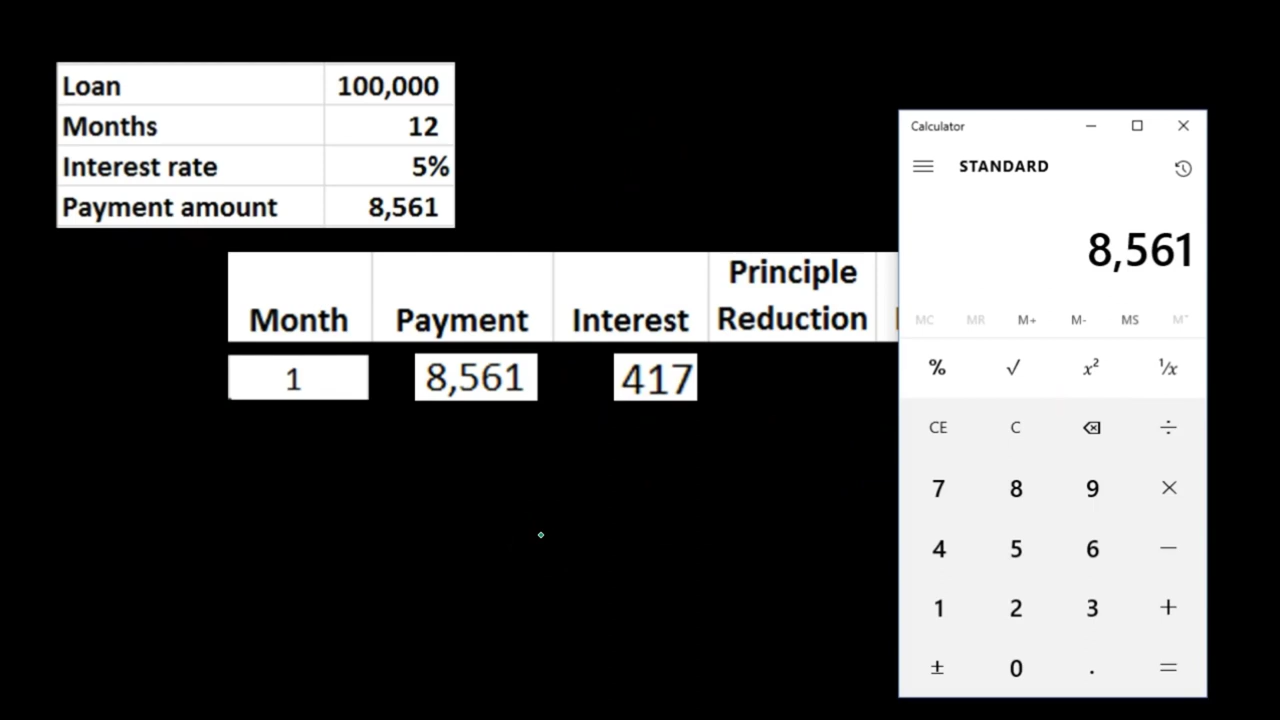 Loan 100,000
Months 12
Interest rate 5%
Payment amount 8,561
Month Payment Interest Principle Reduction
1 8,561 417
Calculator
STANDARD
8,561
MC MR M+ M- MS M˅
% √ x² ¹/x
CE C ⌫ ÷
7 8 9 ×
4 5 6 −
1 2 3 +
± 0 . =